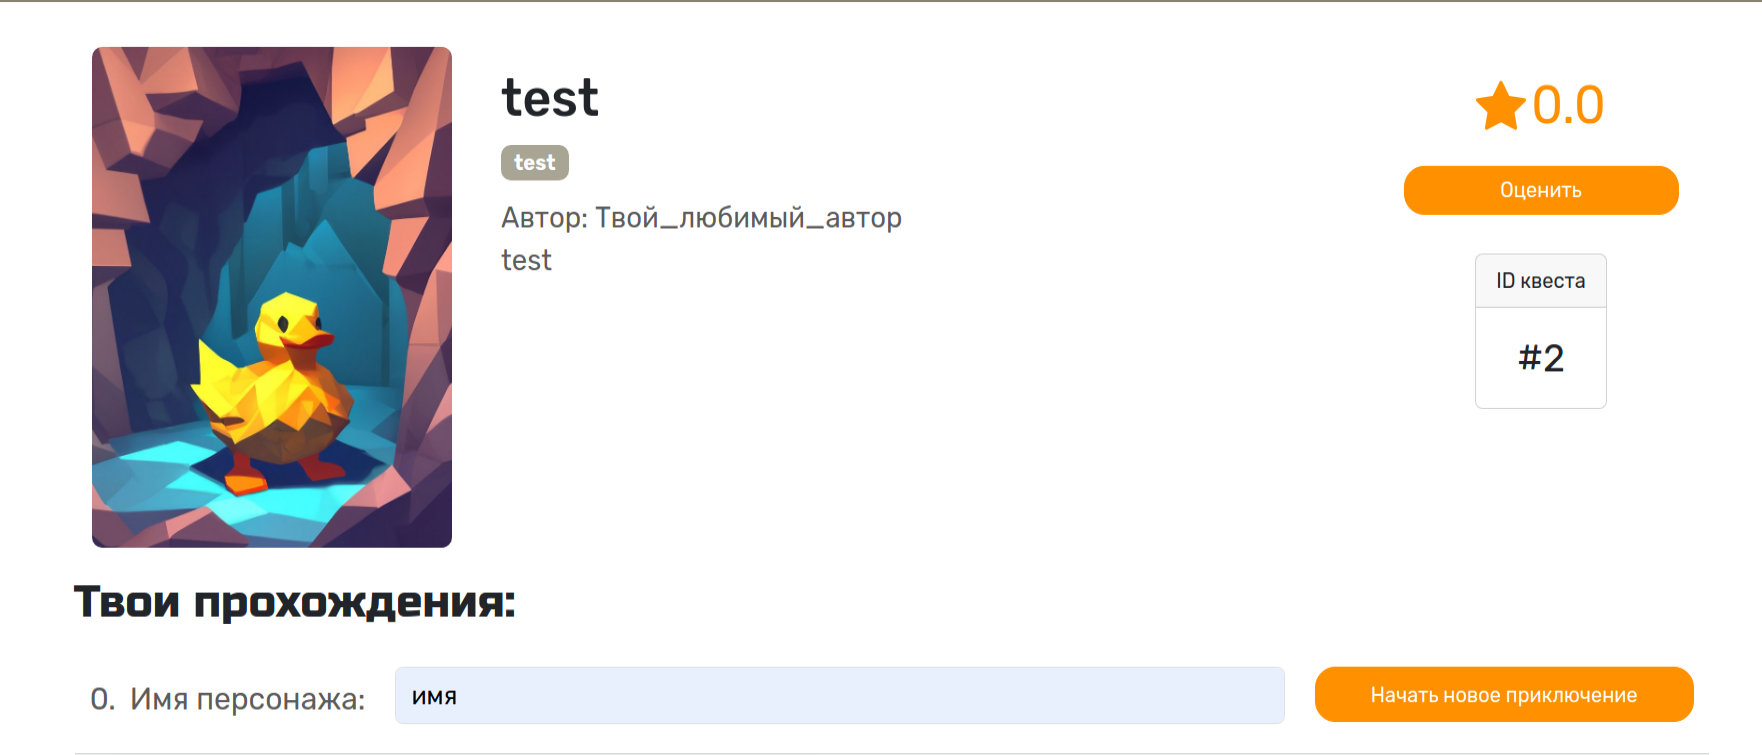 test
test
Автор: Твой_любимый_автор
test
0.0
Оценить
ID квеста
#2
Твои прохождения:
0. Имя персонажа: имя Начать новое приключение